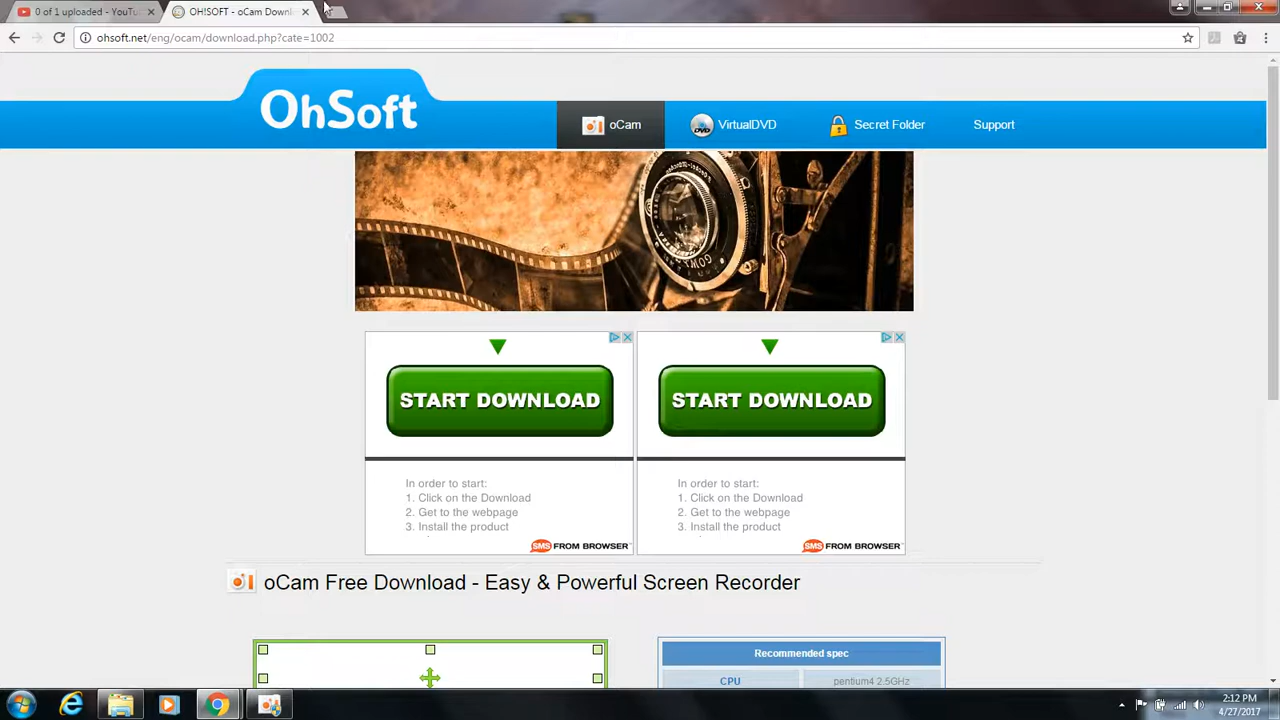 0 of 1 uploaded - YouTu
OH!SOFT - oCam Downl
ohsoft.net/eng/ocam/download.php?cate=1002
OhSoft
oCam
VirtualDVD
Secret Folder
Support
START DOWNLOAD
START DOWNLOAD
In order to start:
1. Click on the Download
2. Get to the webpage
3. Install the product
SMS FROM BROWSER
In order to start:
1. Click on the Download
2. Get to the webpage
3. Install the product
SMS FROM BROWSER
oCam Free Download - Easy & Powerful Screen Recorder
Recommended spec
CPU
pentium4 2.5GHz
2:12 PM
4/27/2017